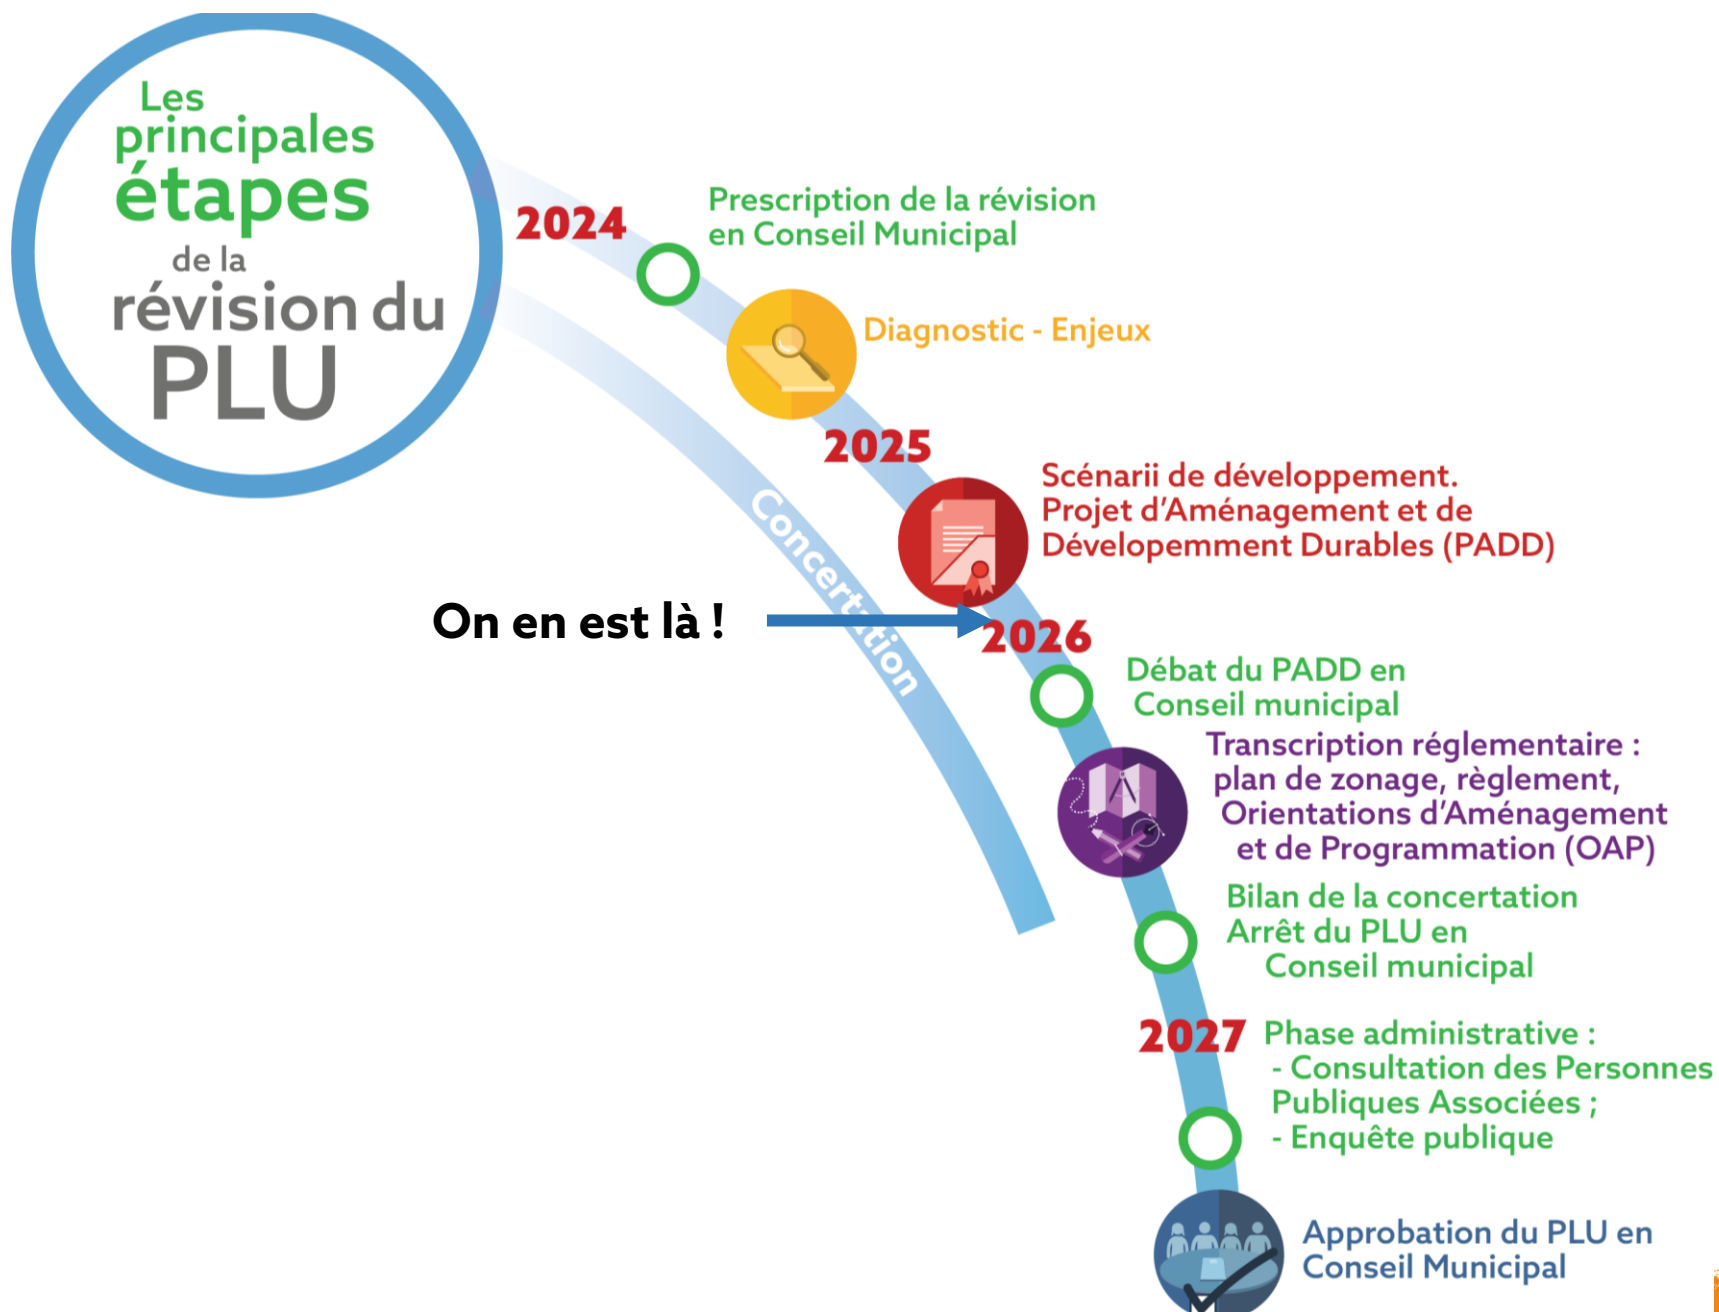 Les
principales
étapes
de la
révision du
PLU
2024
Prescription de la révision
en Conseil Municipal
Diagnostic - Enjeux
2025
Scénarii de développement.
Projet d'Aménagement et de
Dévelopemment Durables (PADD)
Concertation
On en est là !
2026
Débat du PADD en
Conseil municipal
Transcription réglementaire :
plan de zonage, règlement,
Orientations d'Aménagement
et de Programmation (OAP)
Bilan de la concertation
Arrêt du PLU en
Conseil municipal
2027
Phase administrative :
- Consultation des Personnes
Publiques Associées ;
- Enquête publique
Approbation du PLU en
Conseil Municipal